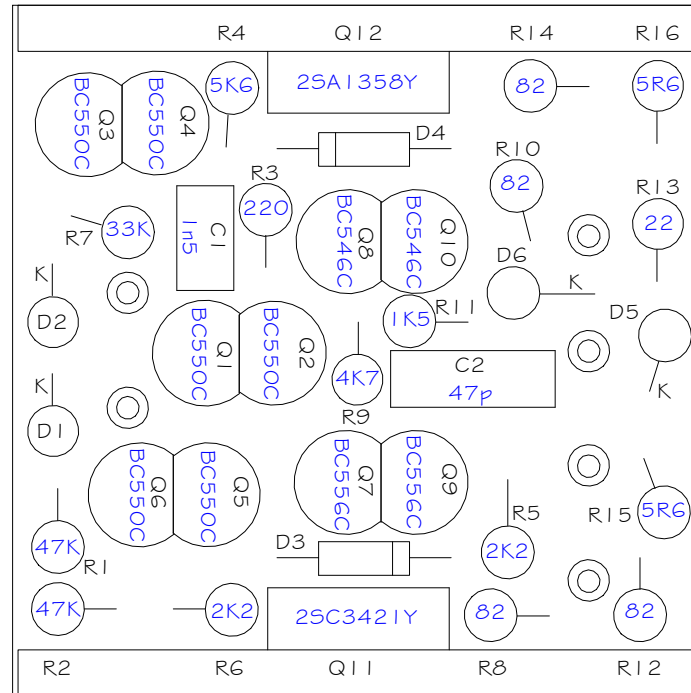 R4 Q12 R14 R16
5K6 2SA1358Y 82 5R6
BC550C Q3 BC550C Q4
D4
R10
R3
82
R13
R7 33K 1n5 C1 220
BC546C Q8 BC546C Q10
22
D6
K K
D2
1K5 R11
D5
BC550C Q1 BC550C Q2
4K7
C2
47p
K K
R9
D1
BC550C Q6 BC550C Q5
BC556C Q7 BC556C Q9
R5 R15 5R6
47K R1
D3
2K2
47K 2K2 2SC3421Y 82 82
R2 R6 Q11 R8 R12